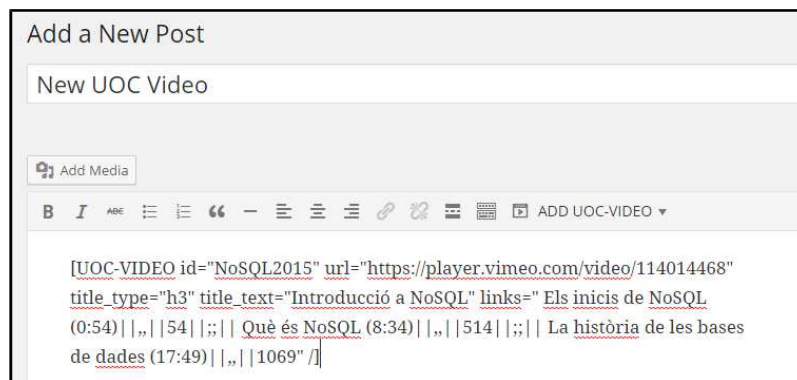 Add a New Post
New UOC Video
Add Media
B I ABC ADD UOC-VIDEO
[UOC-VIDEO id="NoSQL2015" url="https://player.vimeo.com/video/114014468"
title_type="h3" title_text="Introducció a NoSQL" links=" Els inicis de NoSQL
(0:54)||,,||54||;;|| Què és NoSQL (8:34)||,,||514||;;|| La història de les bases
de dades (17:49)||,,||1069" /]